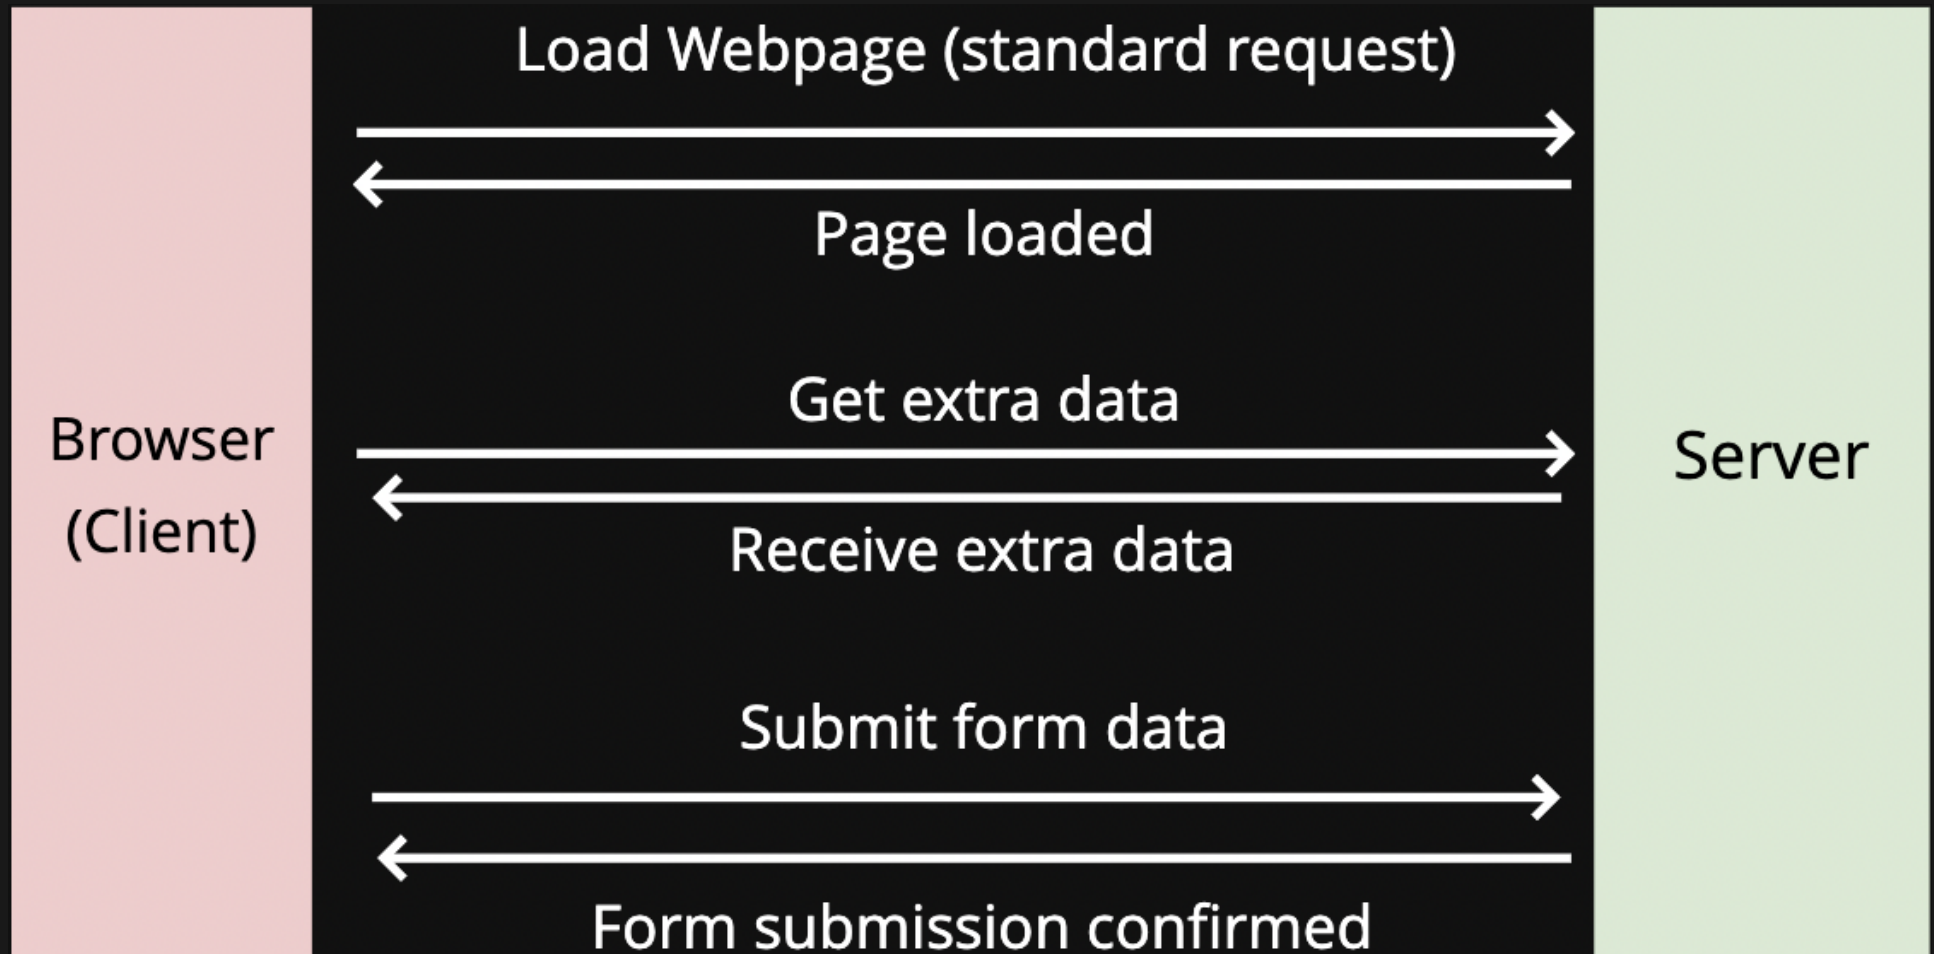 Load Webpage (standard request)
Page loaded
Get extra data
Browser
(Client)
Server
Receive extra data
Submit form data
Form submission confirmed